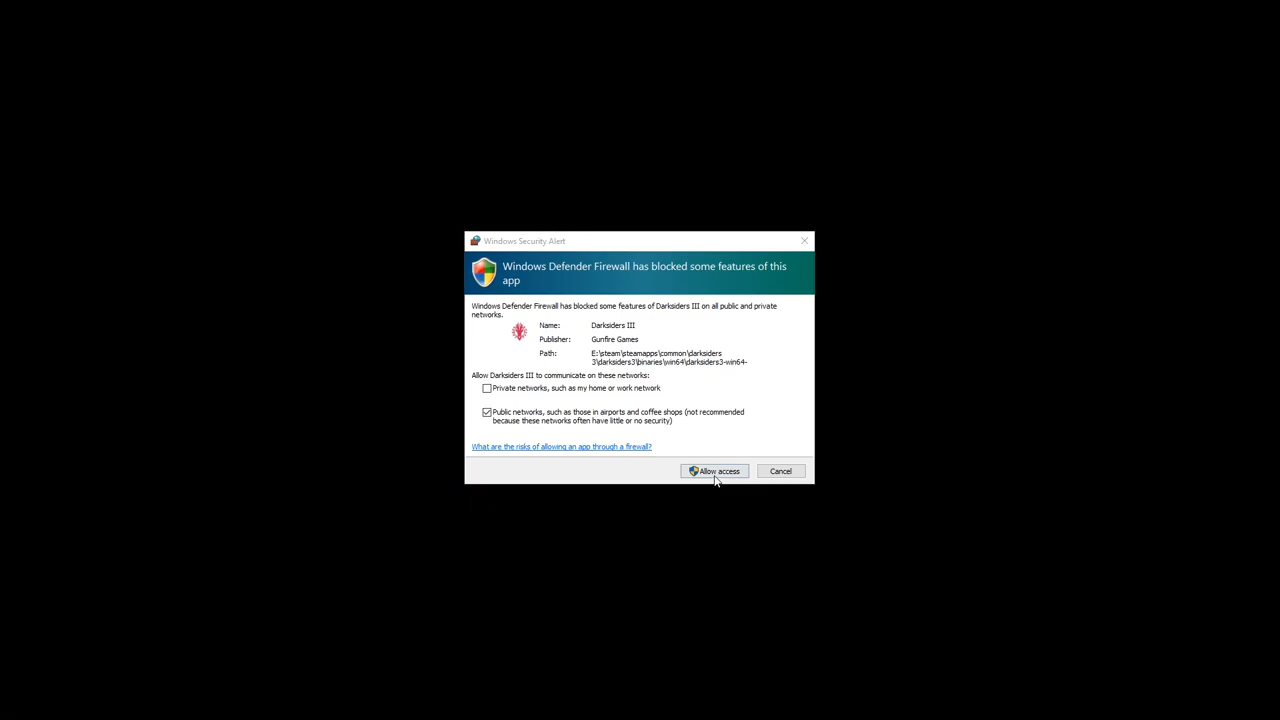 Windows Security Alert
Windows Defender Firewall has blocked some features of this
app
Windows Defender Firewall has blocked some features of Darksiders III on all public and private
networks.
Name: Darksiders III
Publisher: Gunfire Games
Path: E:\steam\steamapps\common\darksiders
3\darksiders3\binaries\win64\darksiders3-win64-
Allow Darksiders III to communicate on these networks:
Private networks, such as my home or work network
Public networks, such as those in airports and coffee shops (not recommended
because these networks often have little or no security)
What are the risks of allowing an app through a firewall?
Allow access Cancel